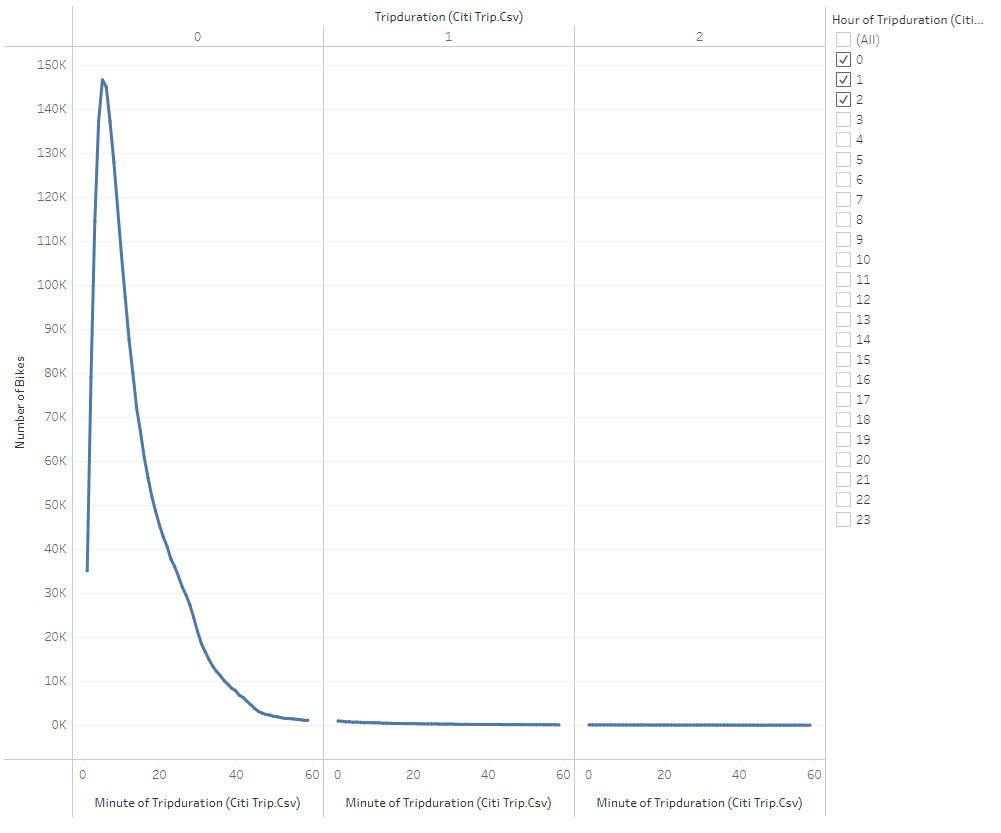 Tripduration (Citi Trip.Csv)
0 1 2
150K
140K
130K
120K
110K
100K
90K
80K
70K
60K
50K
40K
30K
20K
10K
0K
Number of Bikes
0 20 40 60 0 20 40 60 0 20 40 60
Minute of Tripduration (Citi Trip.Csv) Minute of Tripduration (Citi Trip.Csv) Minute of Tripduration (Citi Trip.Csv)
Hour of Tripduration (Citi...
(All)
0
1
2
3
4
5
6
7
8
9
10
11
12
13
14
15
16
17
18
19
20
21
22
23